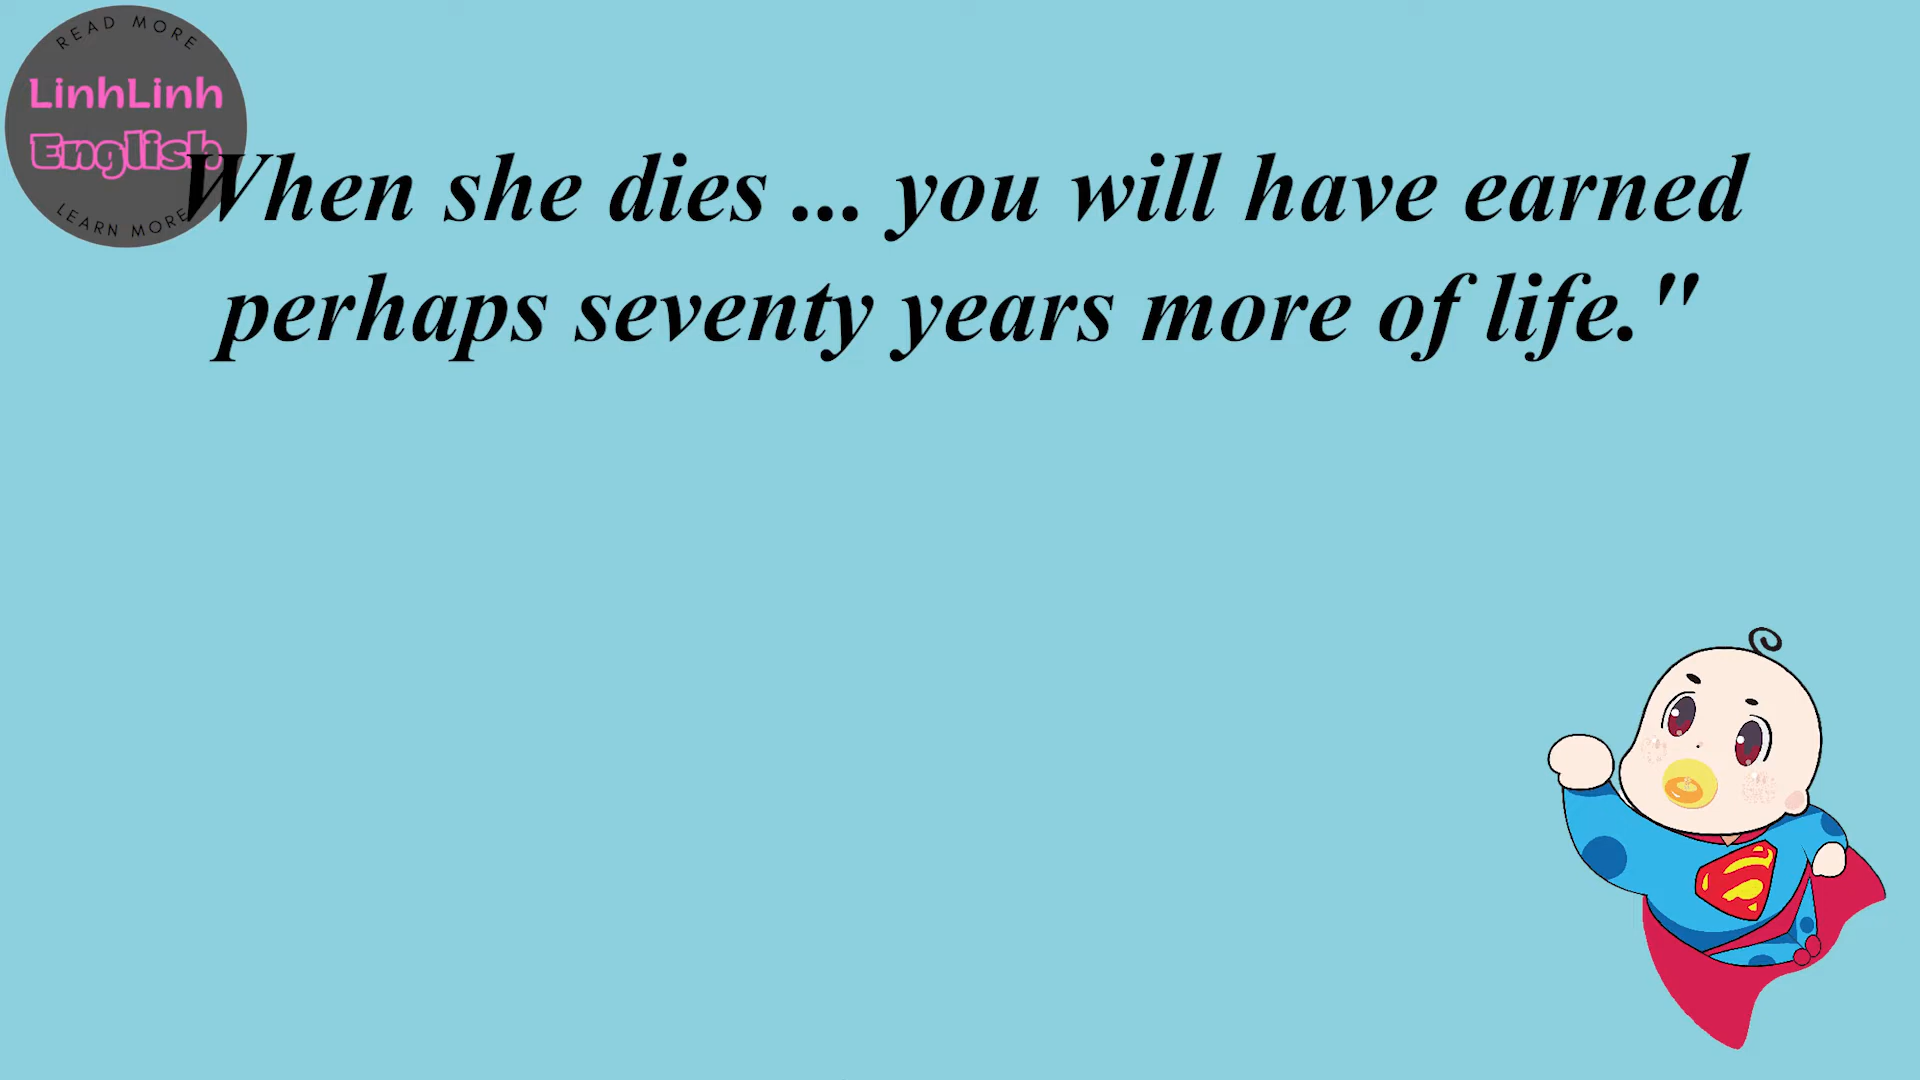 READ MORE
LinhLinh
English
LEARN MORE
When she dies ... you will have earned
perhaps seventy years more of life."